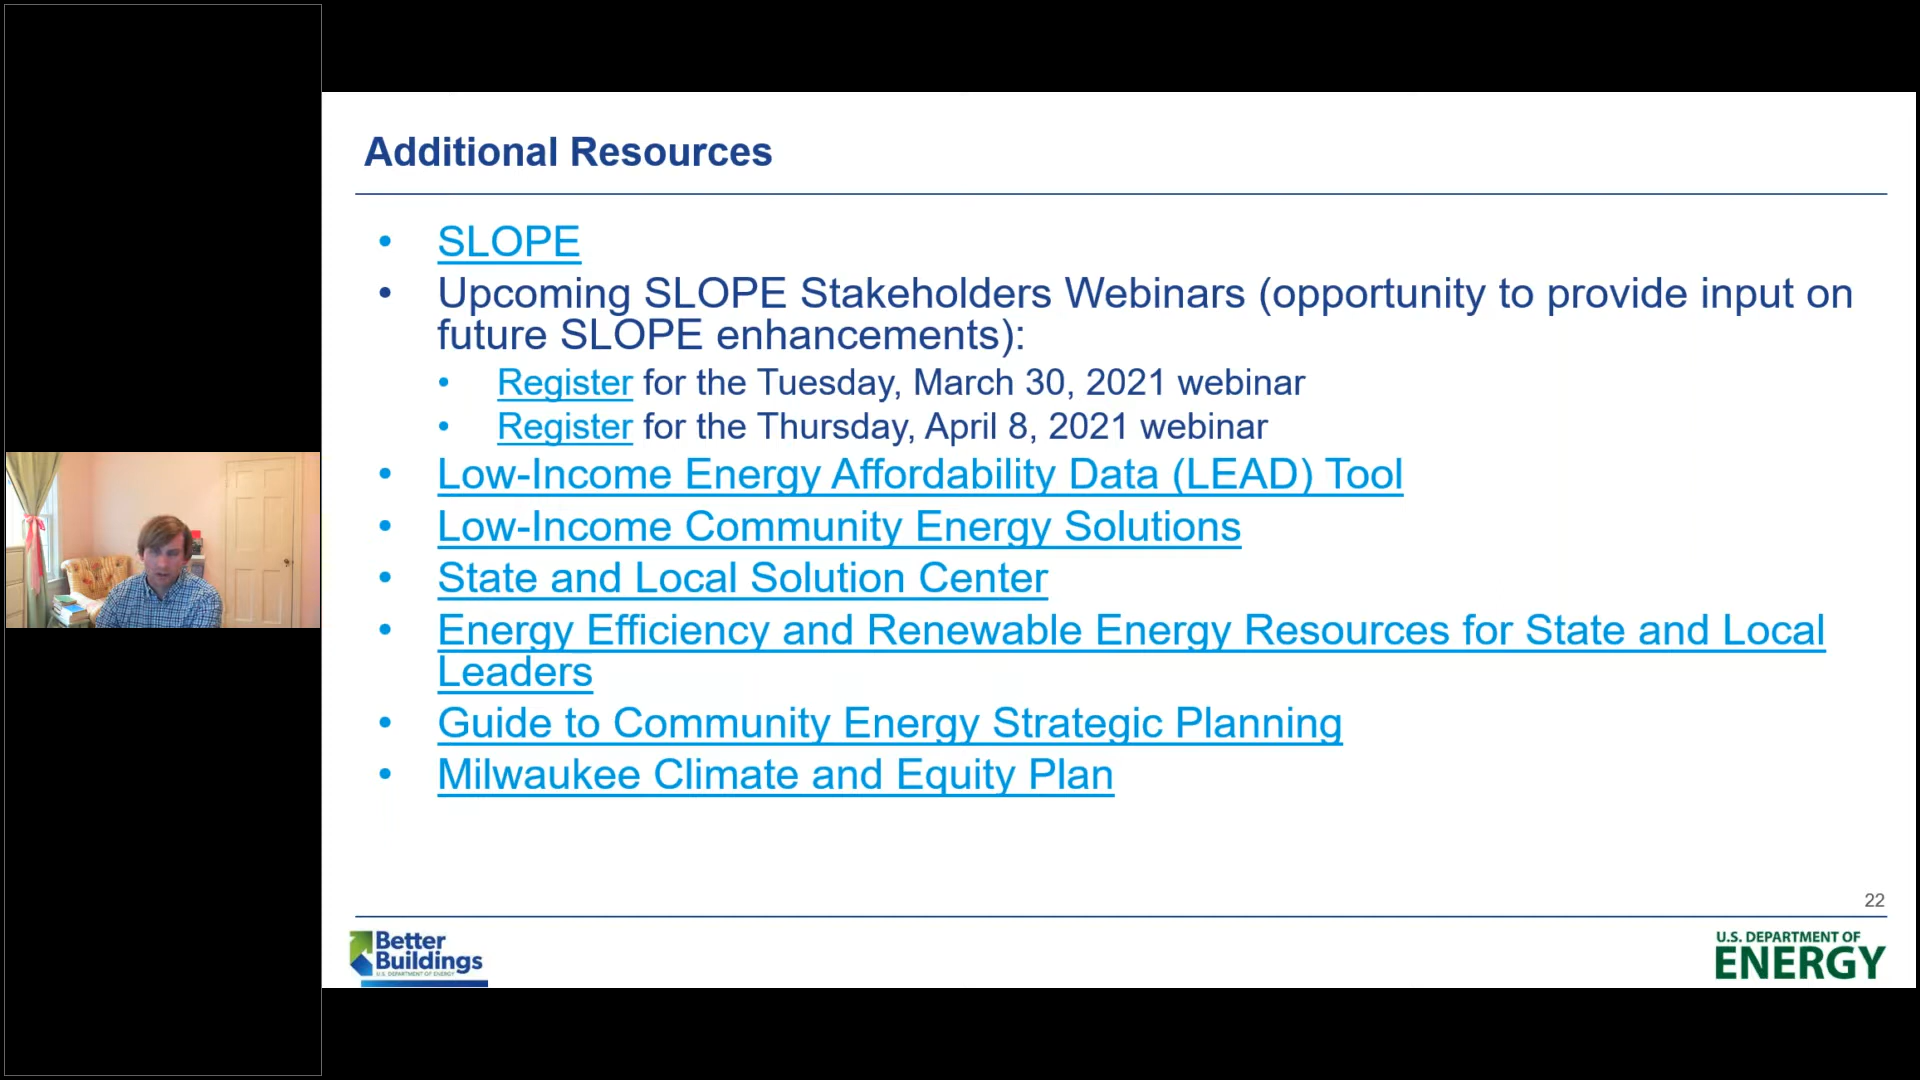 Additional Resources
• SLOPE
• Upcoming SLOPE Stakeholders Webinars (opportunity to provide input on
future SLOPE enhancements):
• Register for the Tuesday, March 30, 2021 webinar
• Register for the Thursday, April 8, 2021 webinar
• Low-Income Energy Affordability Data (LEAD) Tool
• Low-Income Community Energy Solutions
• State and Local Solution Center
• Energy Efficiency and Renewable Energy Resources for State and Local
Leaders
• Guide to Community Energy Strategic Planning
• Milwaukee Climate and Equity Plan
22
Better
Buildings
U.S. DEPARTMENT OF ENERGY
U.S. DEPARTMENT OF
ENERGY